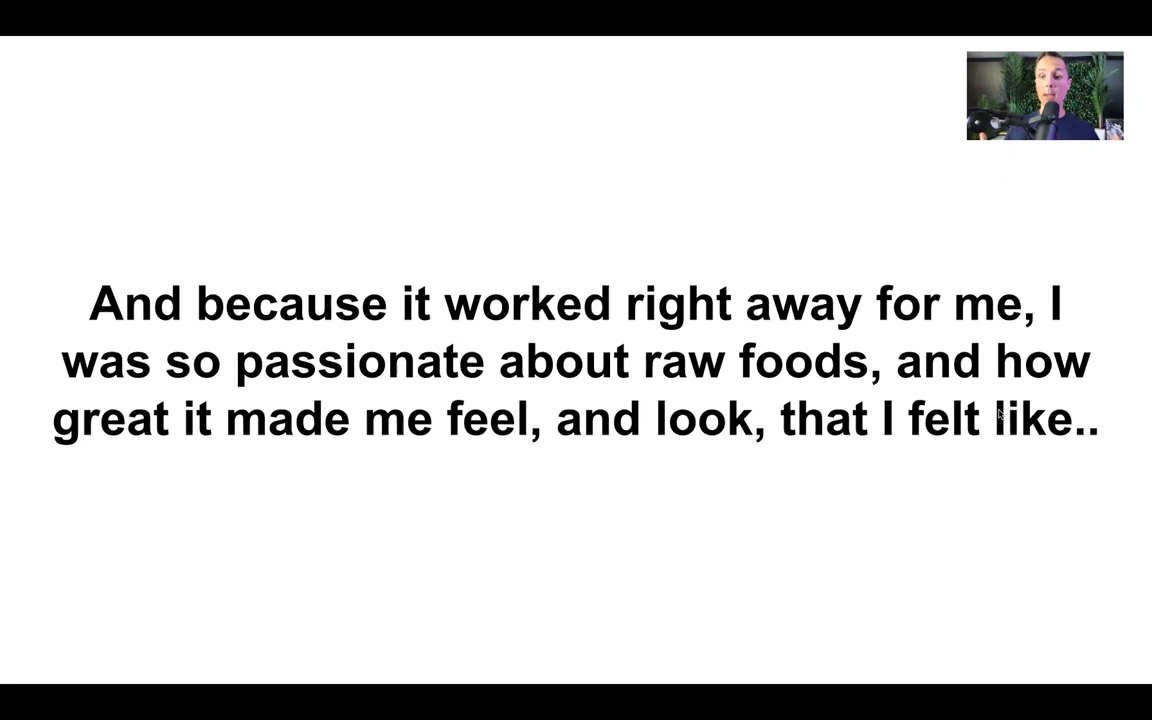 And because it worked right away for me, I
was so passionate about raw foods, and how
great it made me feel, and look, that I felt like..